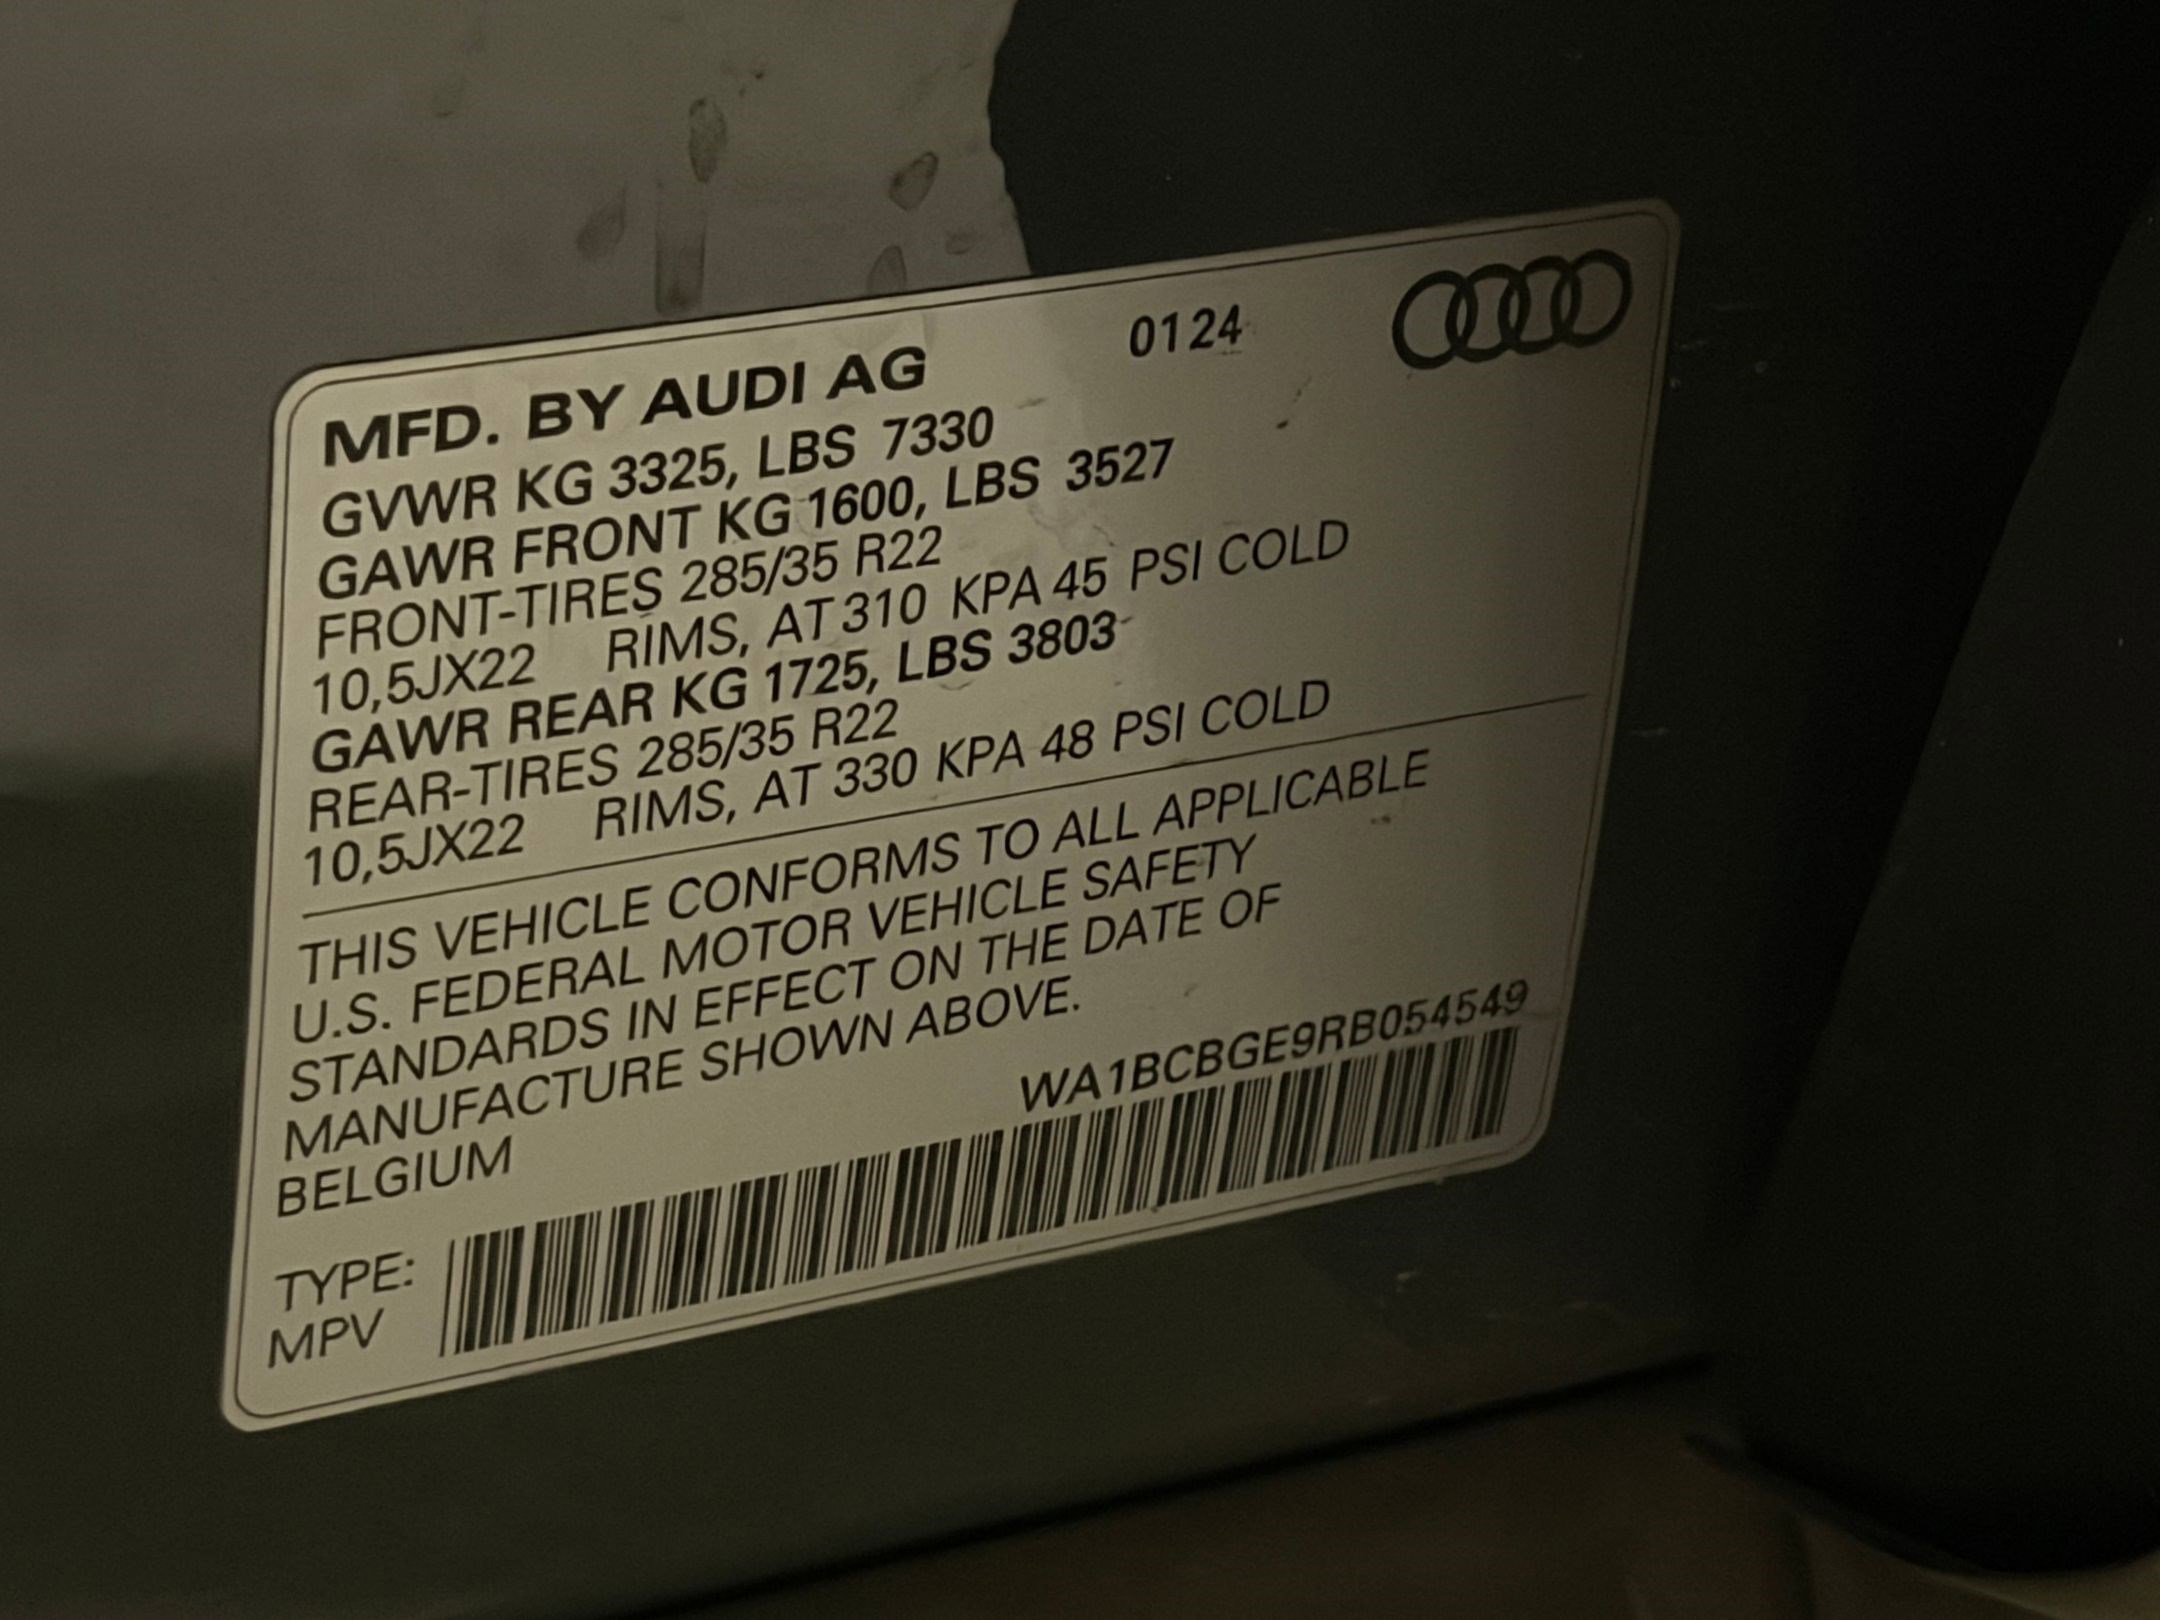 MFD. BY AUDI AG 0124
GVWR KG 3325, LBS 7330
GAWR FRONT KG 1600, LBS 3527
FRONT-TIRES 285/35 R22
10,5JX22 RIMS, AT 310 KPA 45 PSI COLD
GAWR REAR KG 1725, LBS 3803
REAR-TIRES 285/35 R22
10,5JX22 RIMS, AT 330 KPA 48 PSI COLD
THIS VEHICLE CONFORMS TO ALL APPLICABLE
U.S. FEDERAL MOTOR VEHICLE SAFETY
STANDARDS IN EFFECT ON THE DATE OF
MANUFACTURE SHOWN ABOVE.
BELGIUM
WA1BCBGE9RB054549
TYPE:
MPV